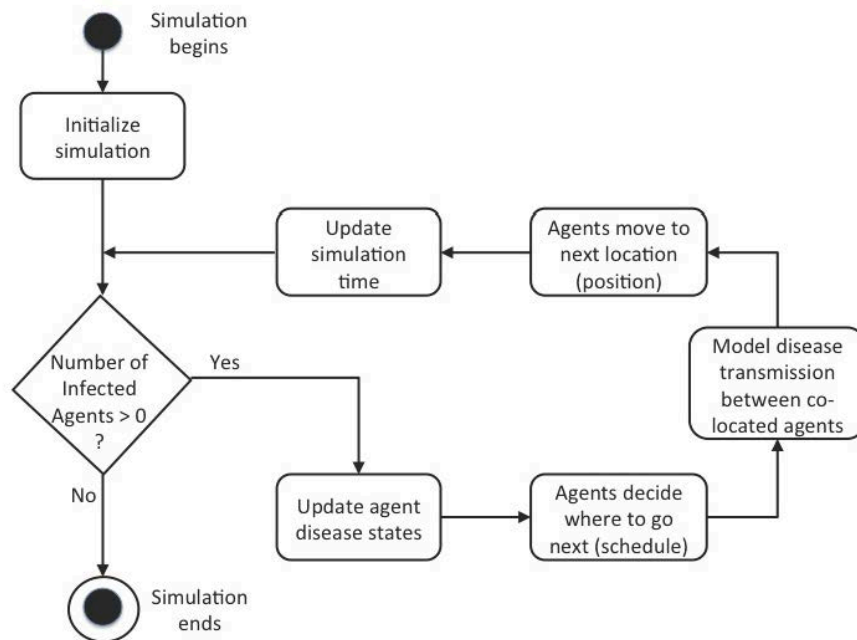 Simulation
begins
Initialize
simulation
Update
simulation
time
Agents move to
next location
(position)
Number of
Infected
Agents > 0
?
Yes
Model disease
transmission
between co-
located agents
No
Update agent
disease states
Agents decide
where to go
next (schedule)
Simulation
ends